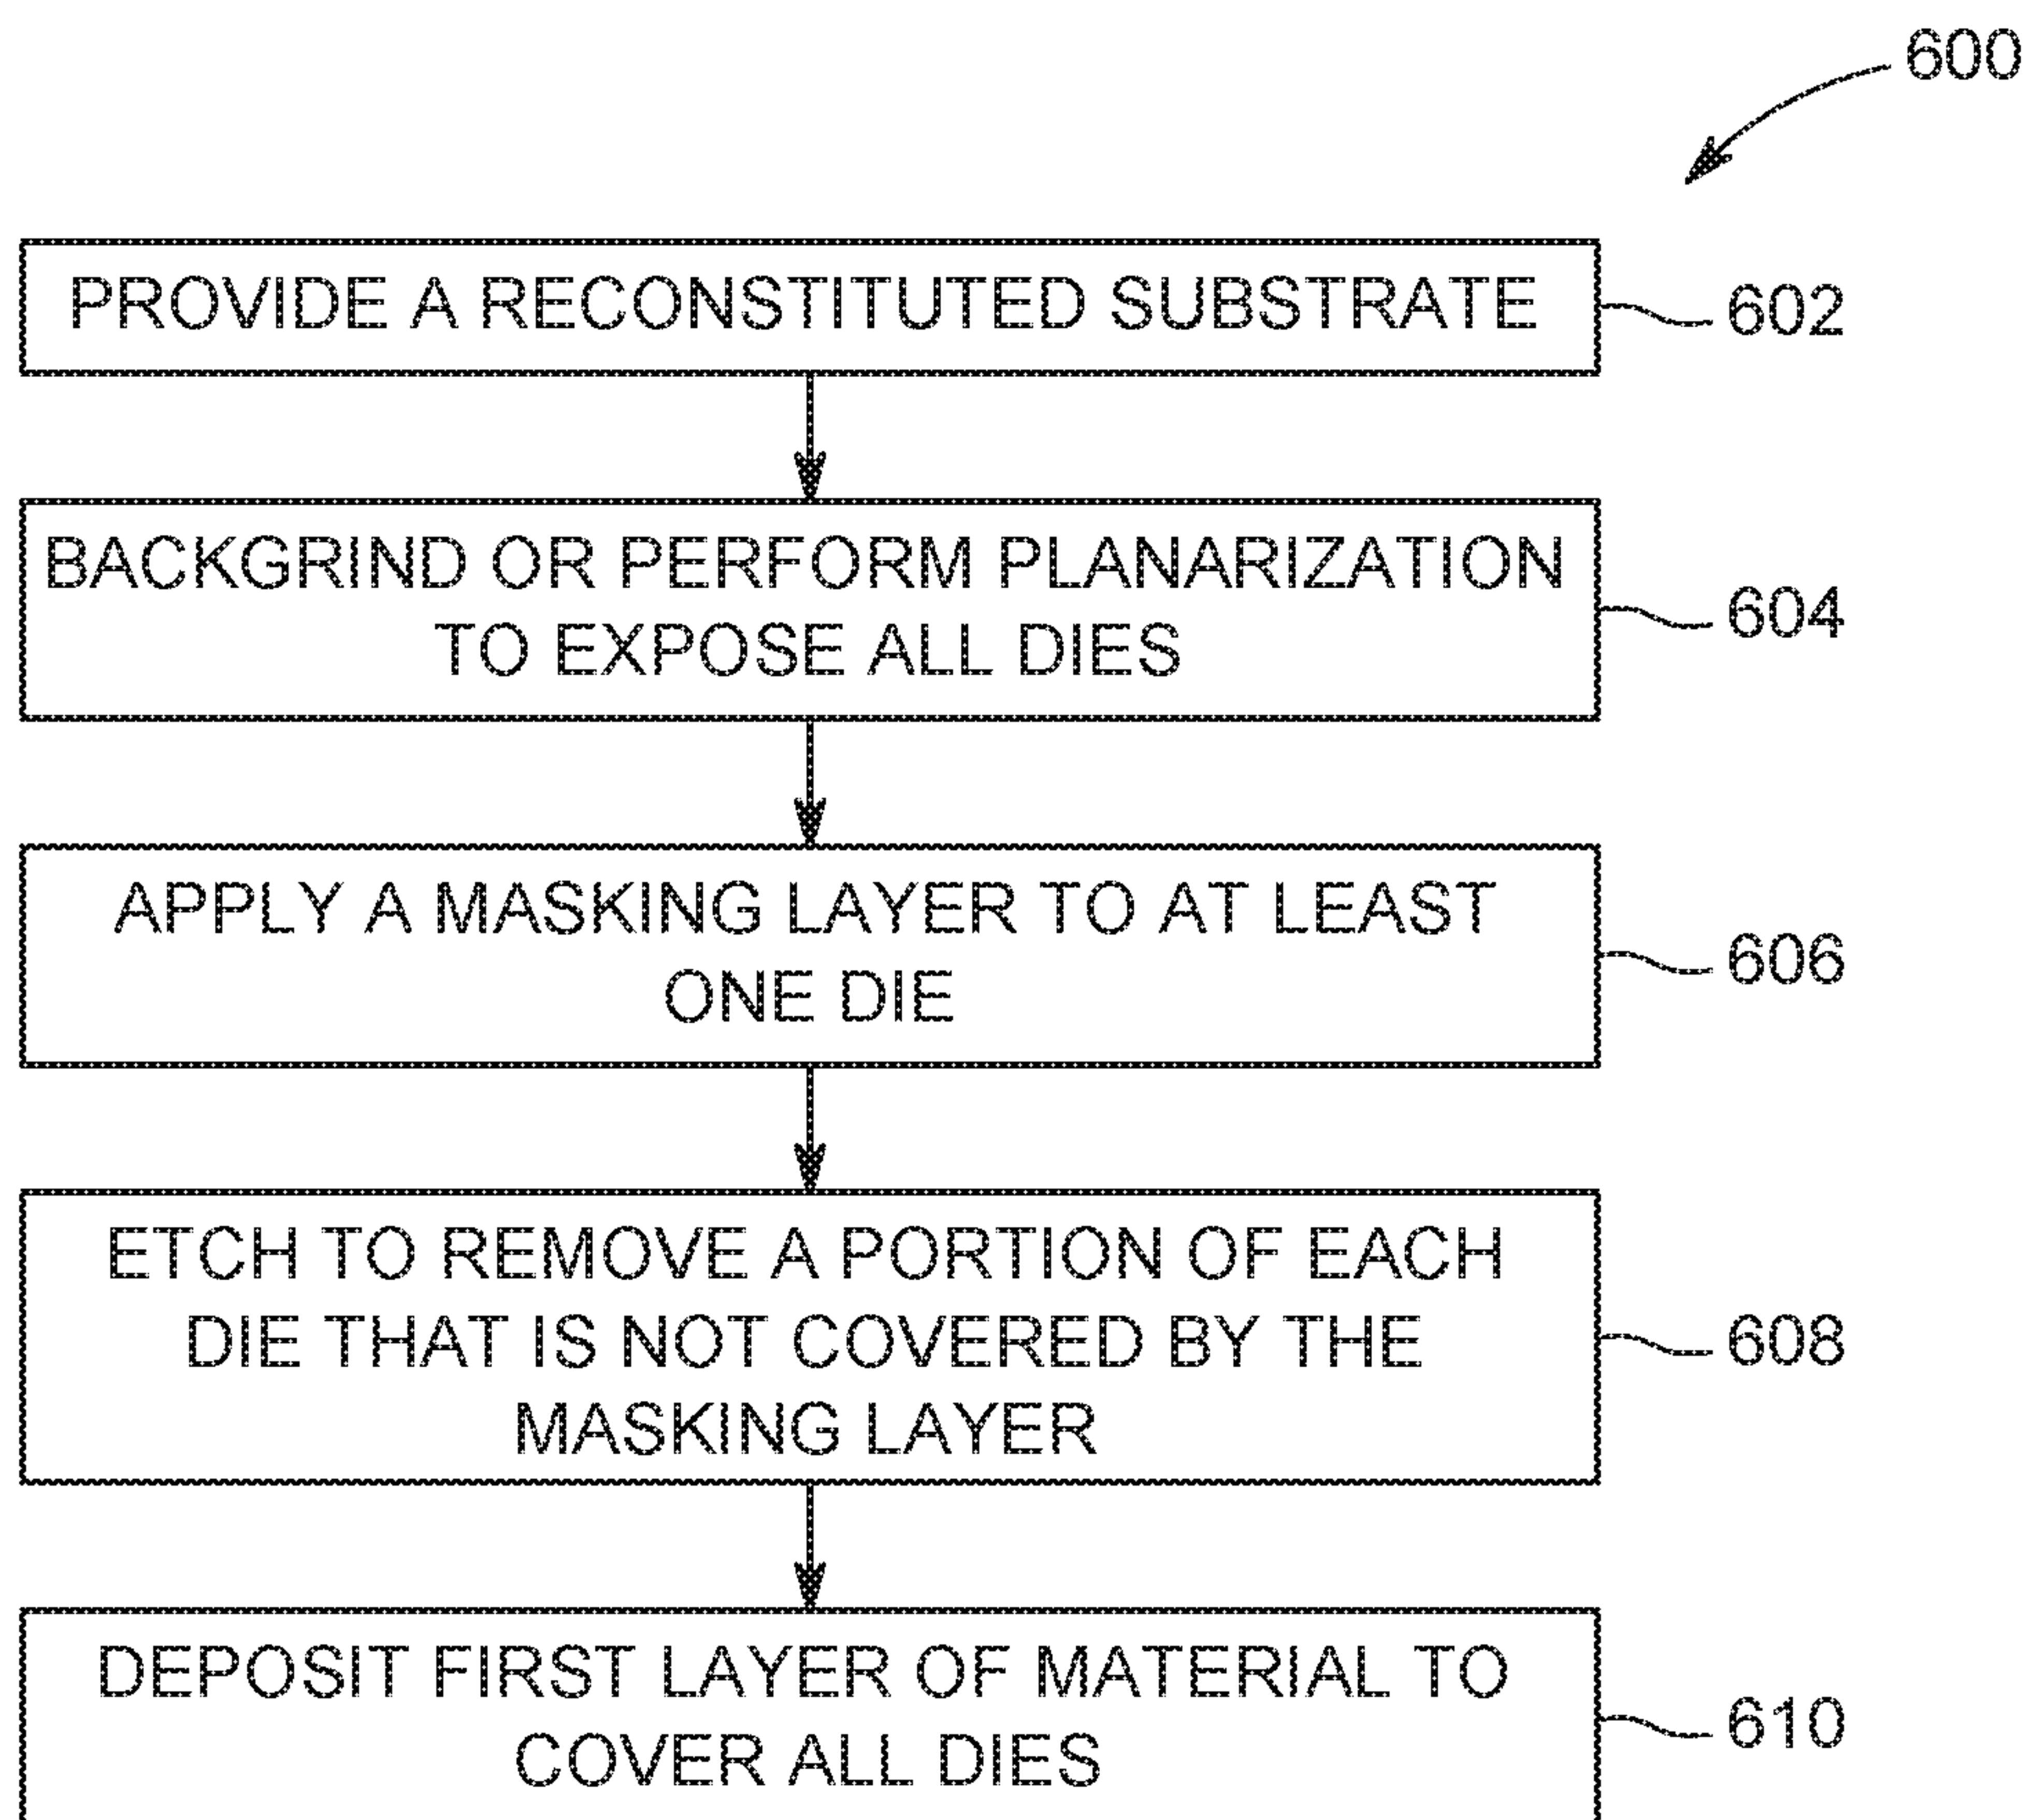 600
PROVIDE A RECONSTITUTED SUBSTRATE
602
BACKGRIND OR PERFORM PLANARIZATION
TO EXPOSE ALL DIES
604
APPLY A MASKING LAYER TO AT LEAST
ONE DIE
606
ETCH TO REMOVE A PORTION OF EACH
DIE THAT IS NOT COVERED BY THE
MASKING LAYER
608
DEPOSIT FIRST LAYER OF MATERIAL TO
COVER ALL DIES
610